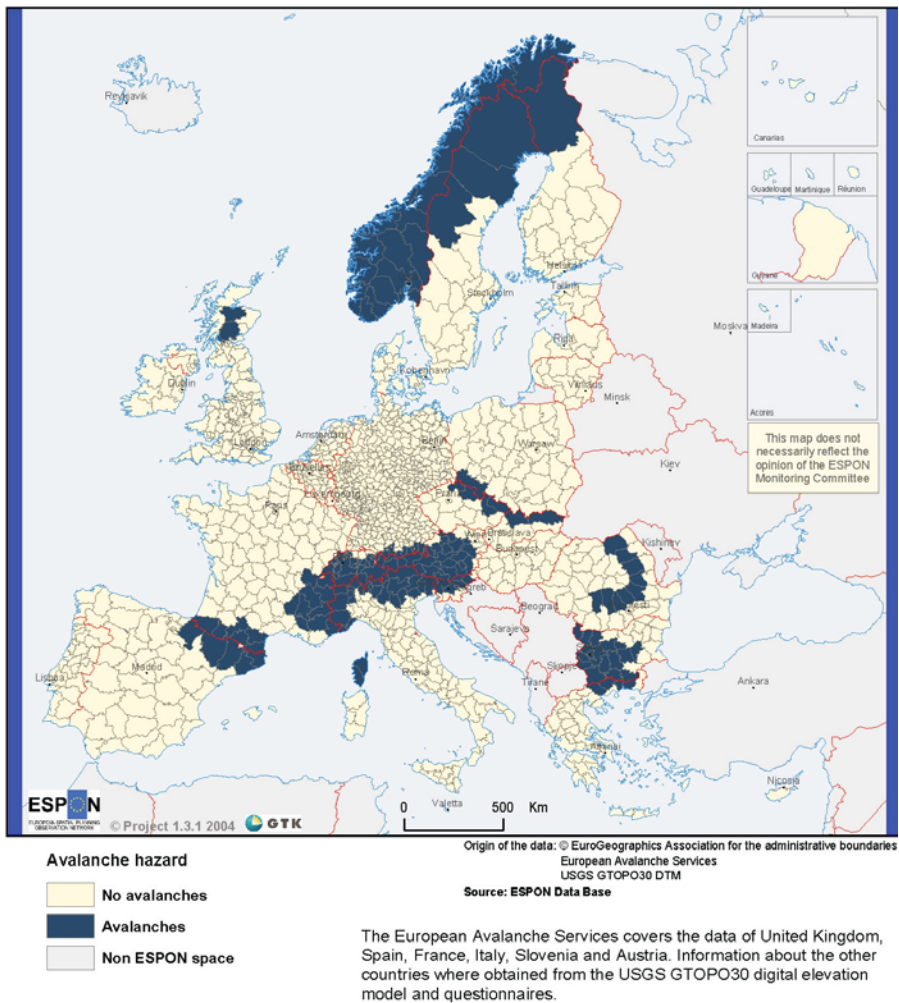 Reykjavik
Canarias
Guadeloupe
Martinique
Réunion
Guyane
Helsinki
Tallinn
Stockholm
Moskva
Madeira
Riga
Dublin
København
Vilnius
Minsk
Acores
London
Amsterdam
Berlin
Warsaw
This map does not
necessarily reflect the
opinion of the ESPON
Monitoring Committee
Kiev
Paris
Kishinev
Budapest
Beograd
Sarajevo
Skopje
Roma
Tirane
Madrid
Lisboa
Ankara
Athinai
Nicosia
Valetta
ESPON
EUROPEAN SPATIAL PLANNING
OBSERVATION NETWORK
© Project 1.3.1 2004
GTK
0 500 Km
Origin of the data: © EuroGeographics Association for the administrative boundaries
European Avalanche Services
USGS GTOPO30 DTM
Source: ESPON Data Base
Avalanche hazard
No avalanches
Avalanches
Non ESPON space
The European Avalanche Services covers the data of United Kingdom,
Spain, France, Italy, Slovenia and Austria. Information about the other
countries where obtained from the USGS GTOPO30 digital elevation
model and questionnaires.